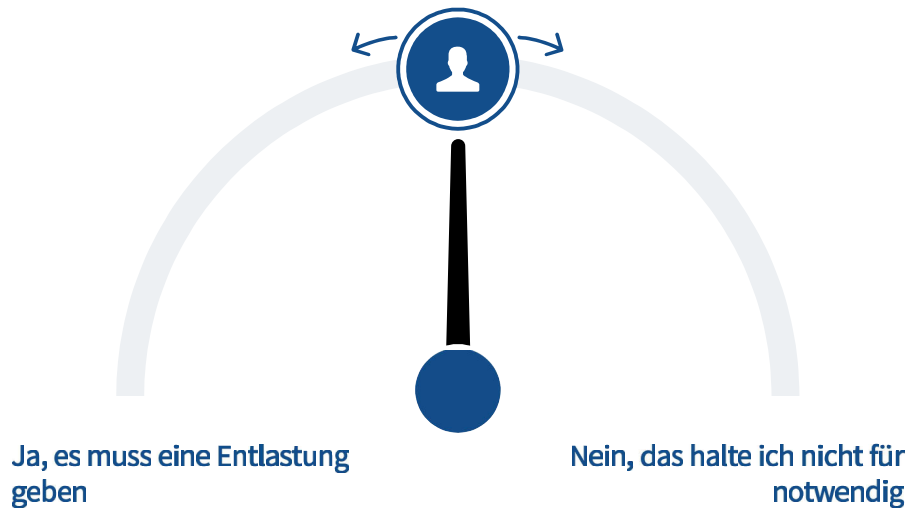 Ja, es muss eine Entlastung
geben
Nein, das halte ich nicht für
notwendig